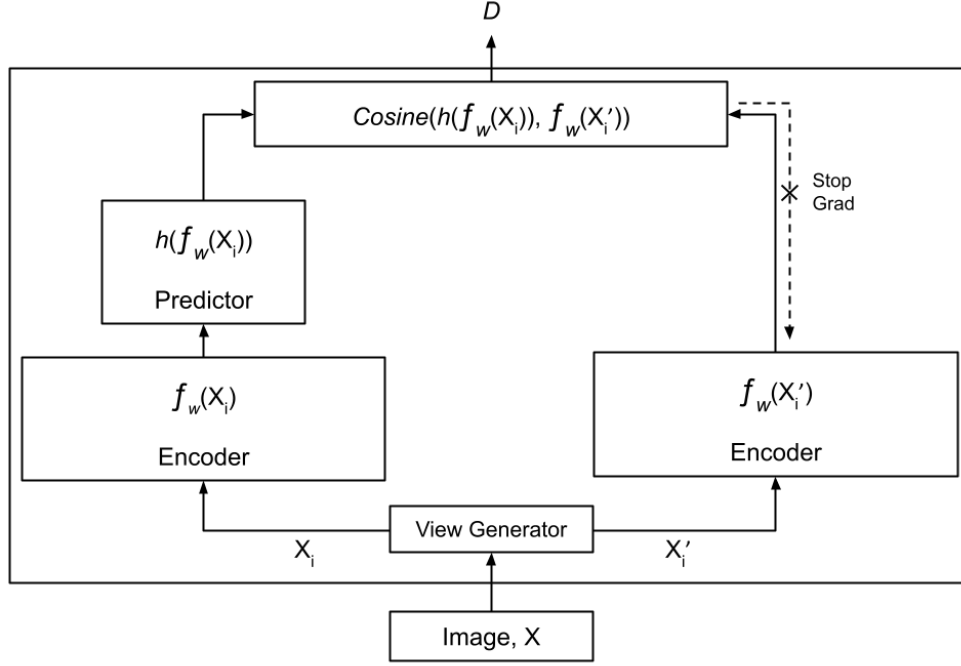 D
Cosine(h(f_w(X_i)), f_w(X_i'))
Stop
Grad
h(f_w(X_i))
Predictor
f_w(X_i)
Encoder
f_w(X_i')
Encoder
View Generator
X_i
X_i'
Image, X